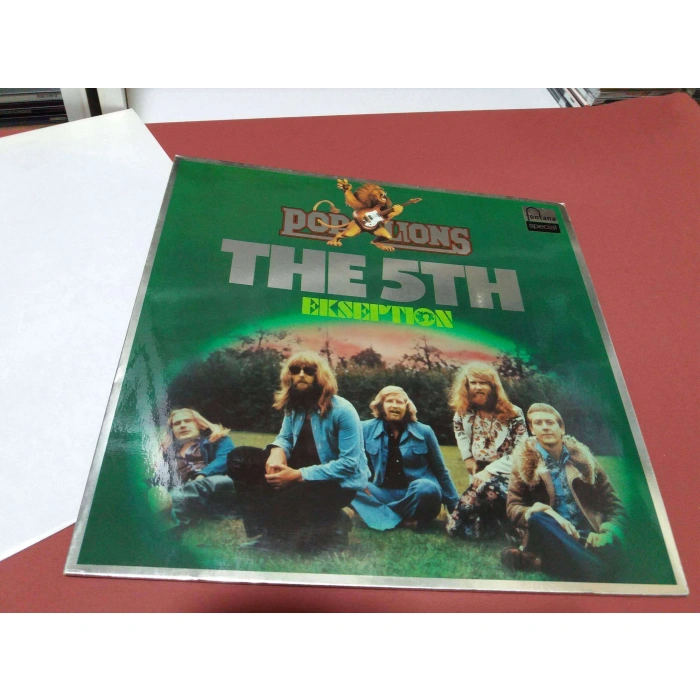 POP LIONS
fontana
special
THE 5TH
EKSEPTION